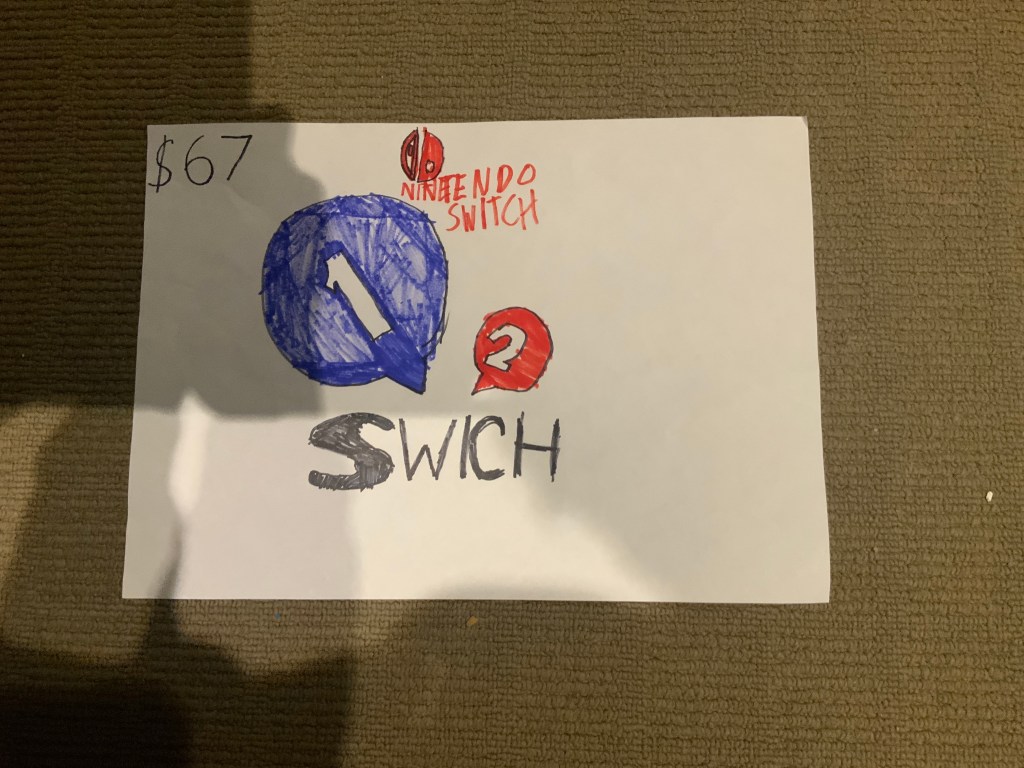 $67
NINTENDO
SWITCH
1
2
SWICH